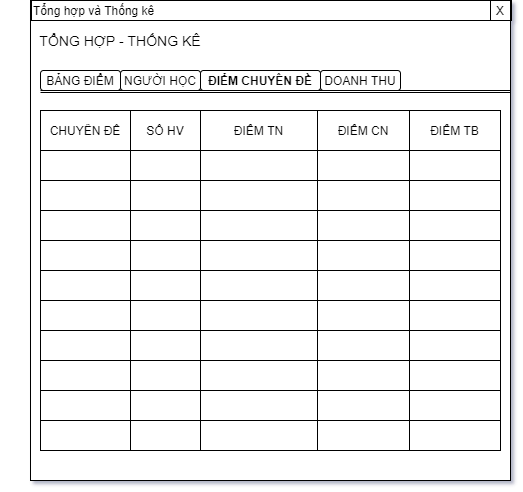 Tổng hợp và Thống kê X
TỔNG HỢP - THỐNG KÊ
BẢNG ĐIỂM NGƯỜI HỌC ĐIỂM CHUYÊN ĐỀ DOANH THU
CHUYÊN ĐỀ SỐ HV ĐIỂM TN ĐIỂM CN ĐIỂM TB